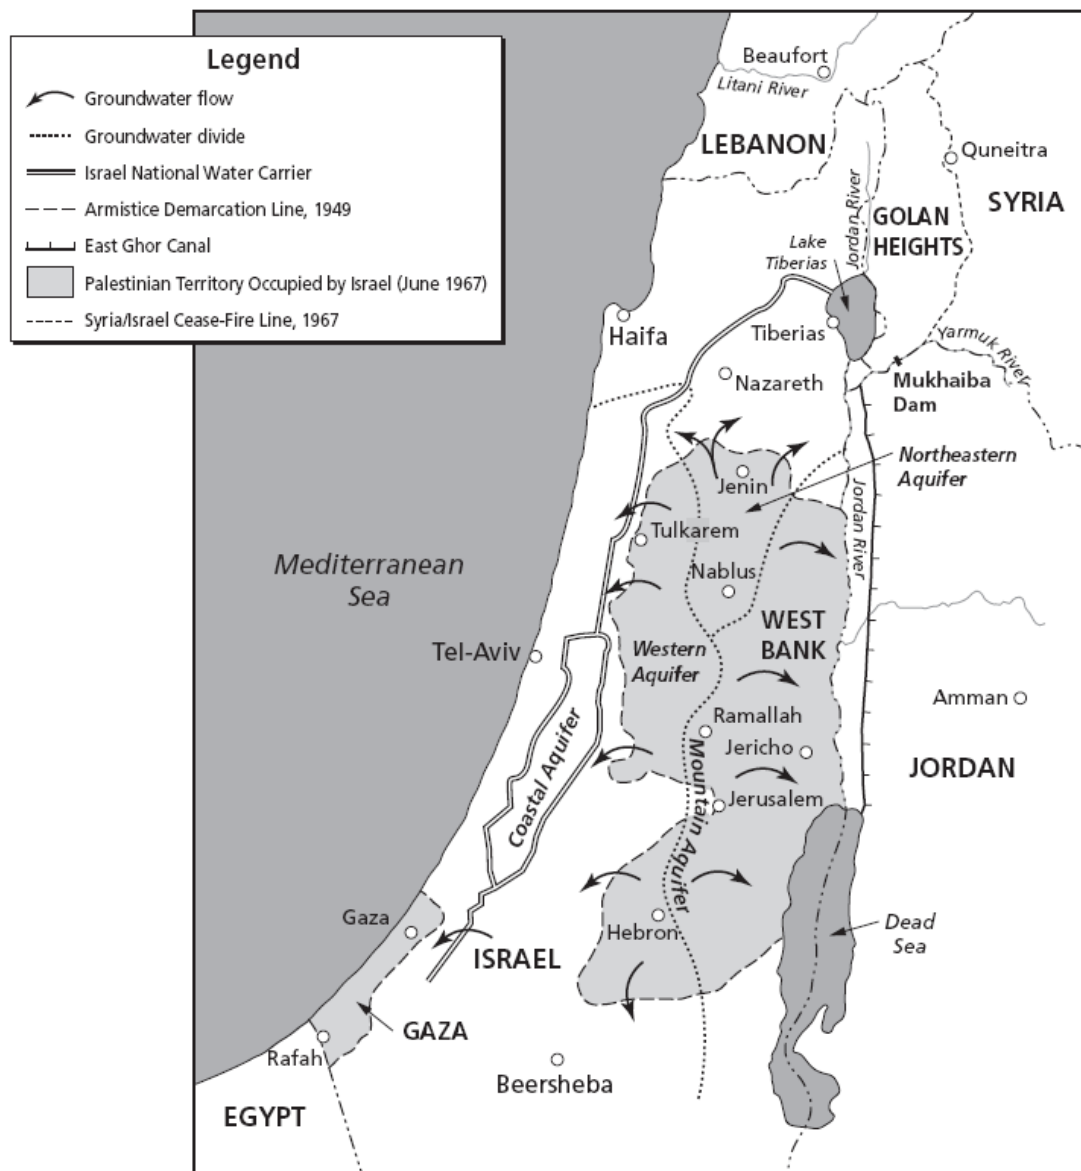 Legend
Groundwater flow
Groundwater divide
Israel National Water Carrier
Armistice Demarcation Line, 1949
East Ghor Canal
Palestinian Territory Occupied by Israel (June 1967)
Syria/Israel Cease-Fire Line, 1967
Beaufort
Litani River
LEBANON
Quneitra
SYRIA
Jordan River
GOLAN
HEIGHTS
Lake
Tiberias
Haifa
Tiberias
Yarmuk River
Nazareth
Mukhaiba
Dam
Northeastern
Aquifer
Jenin
Jordan River
Tulkarem
Mediterranean
Sea
Nablus
WEST
BANK
Tel-Aviv
Western
Aquifer
Amman
Ramallah
Jericho
JORDAN
Coastal Aquifer
Mountain Aquifer
Jerusalem
Gaza
Hebron
Dead
Sea
ISRAEL
GAZA
Rafah
Beersheba
EGYPT